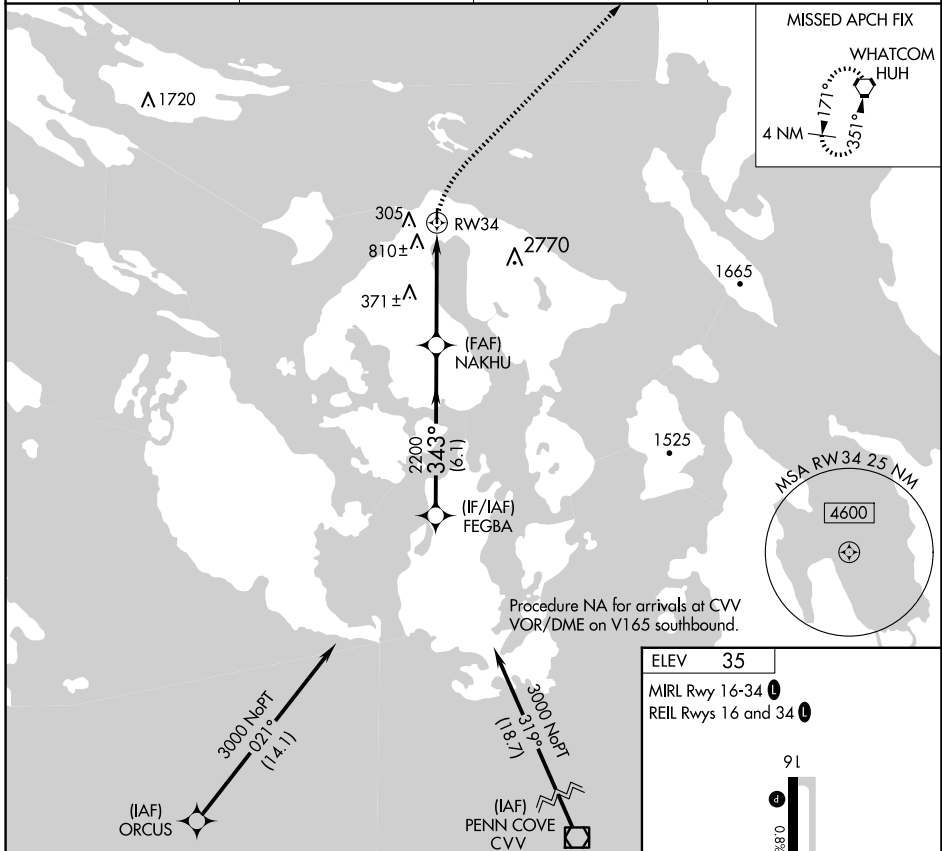 MISSED APCH FIX
WHATCOM
HUH
171°
351°
4 NM
1720
305
RW34
810±
2770
371±
1665
(FAF)
NAKHU
2200
343°
(6.1)
1525
(IF/IAF)
FEGBA
MSA RW34 25 NM
4600
Procedure NA for arrivals at CVV
VOR/DME on V165 southbound.
ELEV 35
MIRL Rwy 16-34 L
REIL Rwys 16 and 34 L
3000 NoPT
021°
(14.1)
3000 NoPT
319°
(18.7)
16
P
0.8%
(IAF)
ORCUS
(IAF)
PENN COVE
CVV